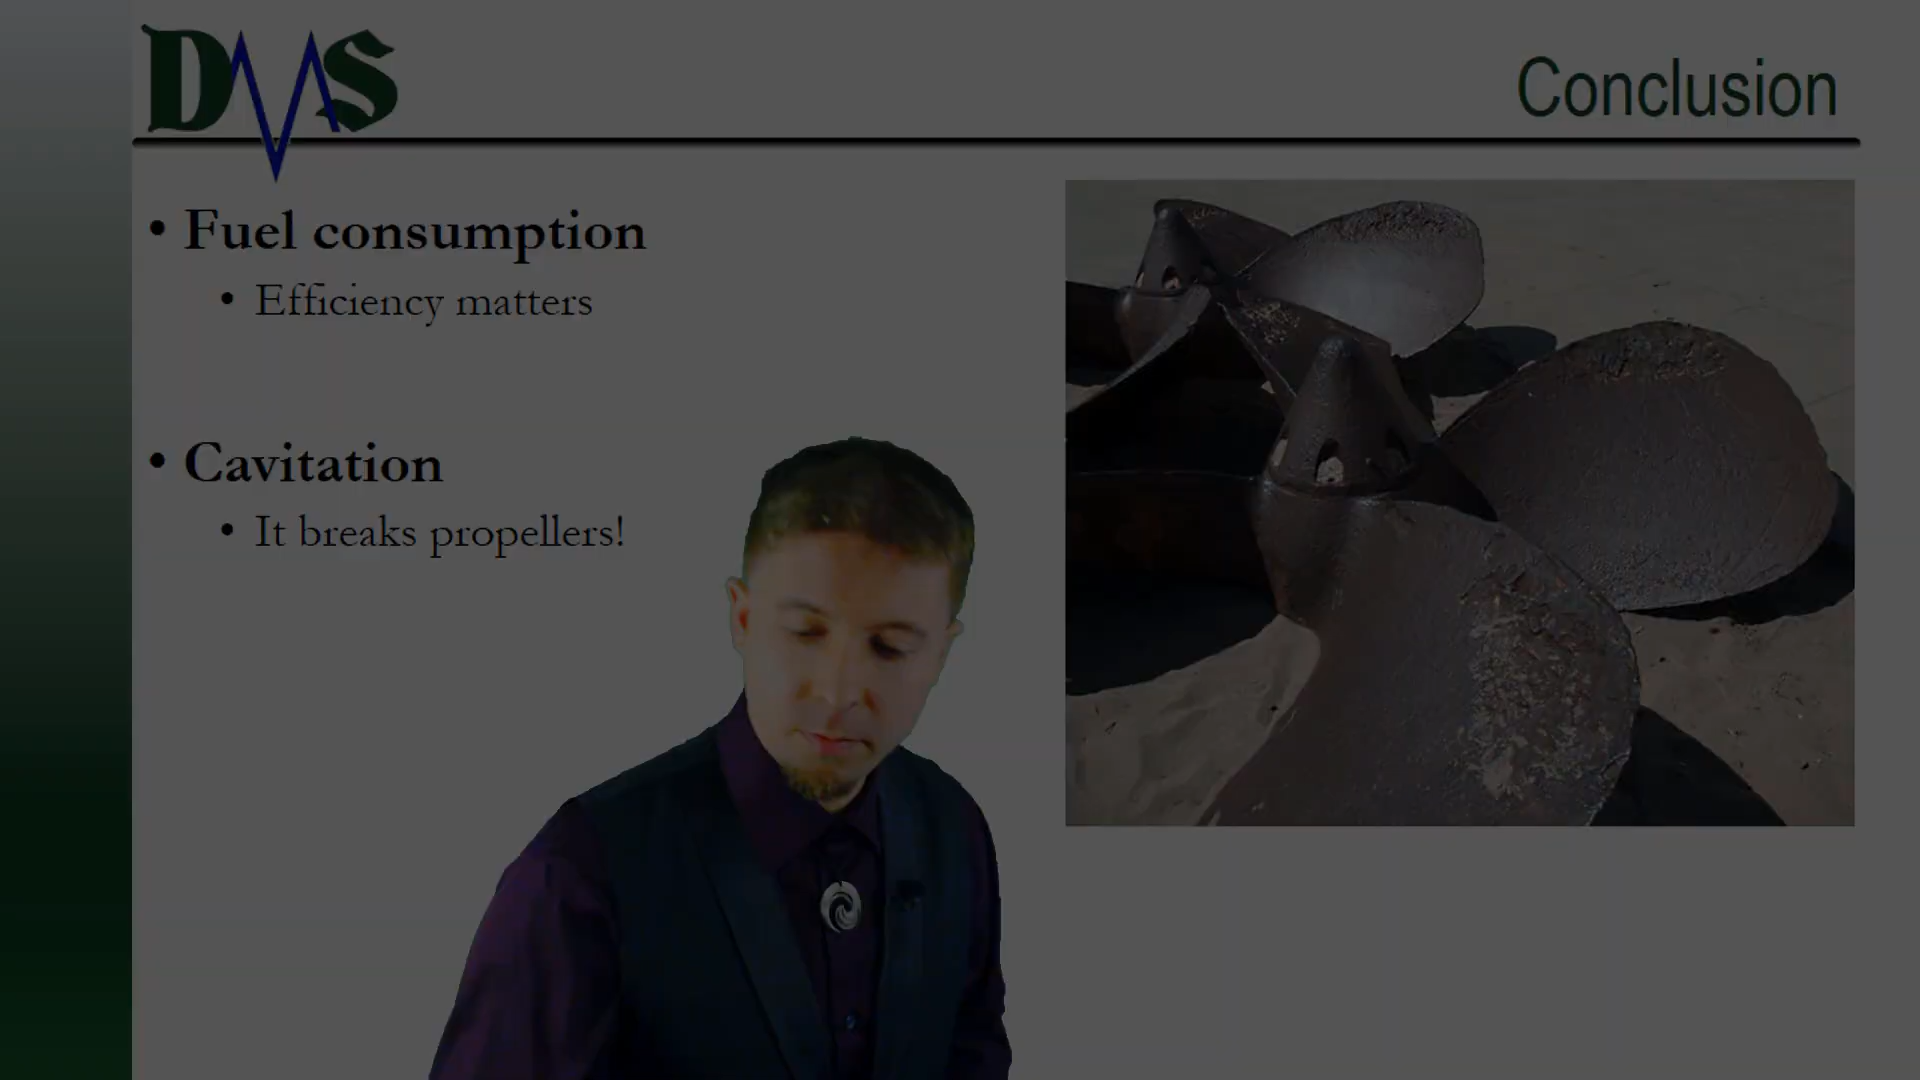 DMS
Conclusion
• Fuel consumption
• Efficiency matters
• Cavitation
• It breaks propellers!